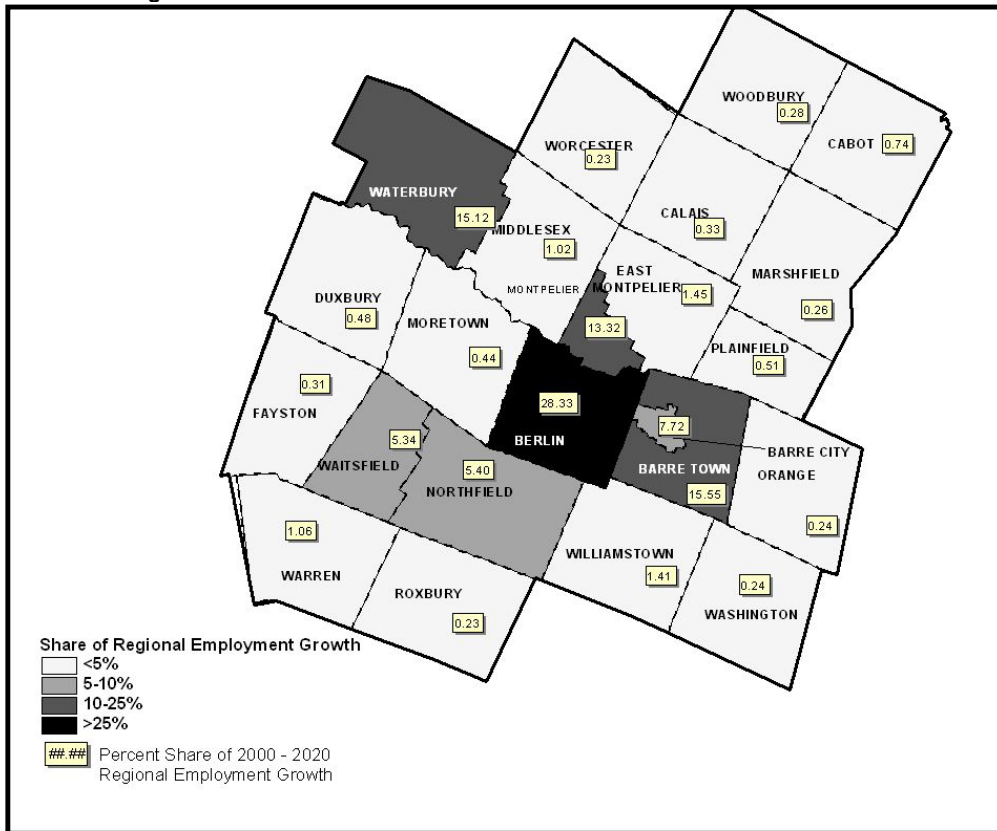 WOODBURY
0.28
CABOT 0.74
WORCESTER
0.23
WATERBURY
15.12
CALAIS
0.33
MIDDLESEX
1.02
EAST
MONTPELIER
1.45
MARSHFIELD
0.26
MONTPELIER
13.32
DUXBURY
0.48
MORETOWN
0.44
PLAINFIELD
0.51
FAYSTON
0.31
28.33
BERLIN
7.72
BARRE CITY
BARRE TOWN
15.55
ORANGE
0.24
WAITSFIELD
5.34
5.40
NORTHFIELD
1.06
WARREN
ROXBURY
0.23
WILLIAMSTOWN
1.41
0.24
WASHINGTON
Share of Regional Employment Growth
<5%
5-10%
10-25%
>25%
##.## Percent Share of 2000 - 2020
Regional Employment Growth